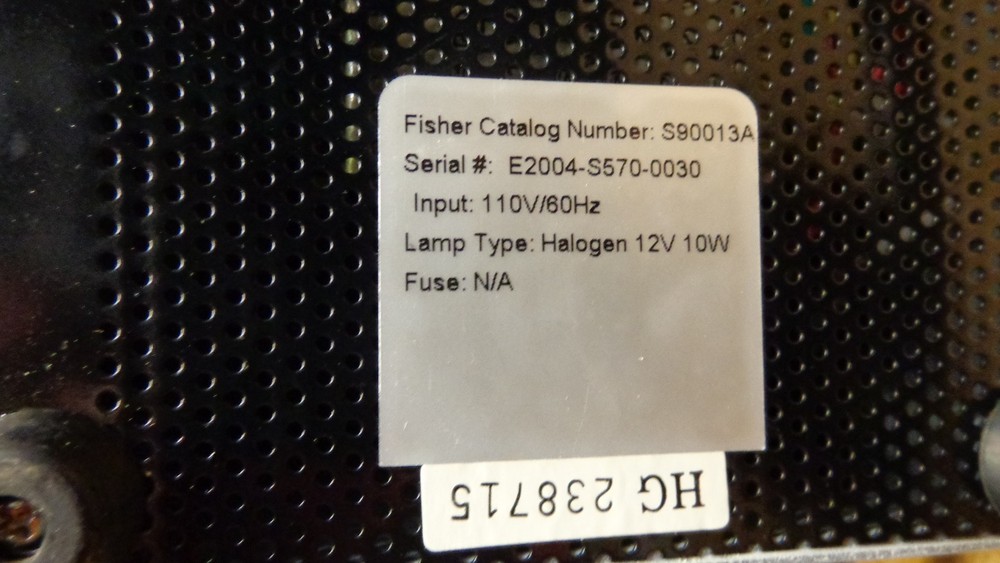 Fisher Catalog Number: S90013A
Serial #: E2004-S570-0030
Input: 110V/60Hz
Lamp Type: Halogen 12V 10W
Fuse: N/A
HG 238715